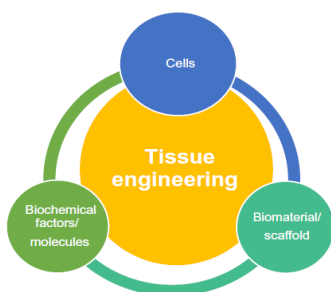 Cells
Tissue
engineering
Biochemical
factors/
molecules
Biomaterial/
scaffold